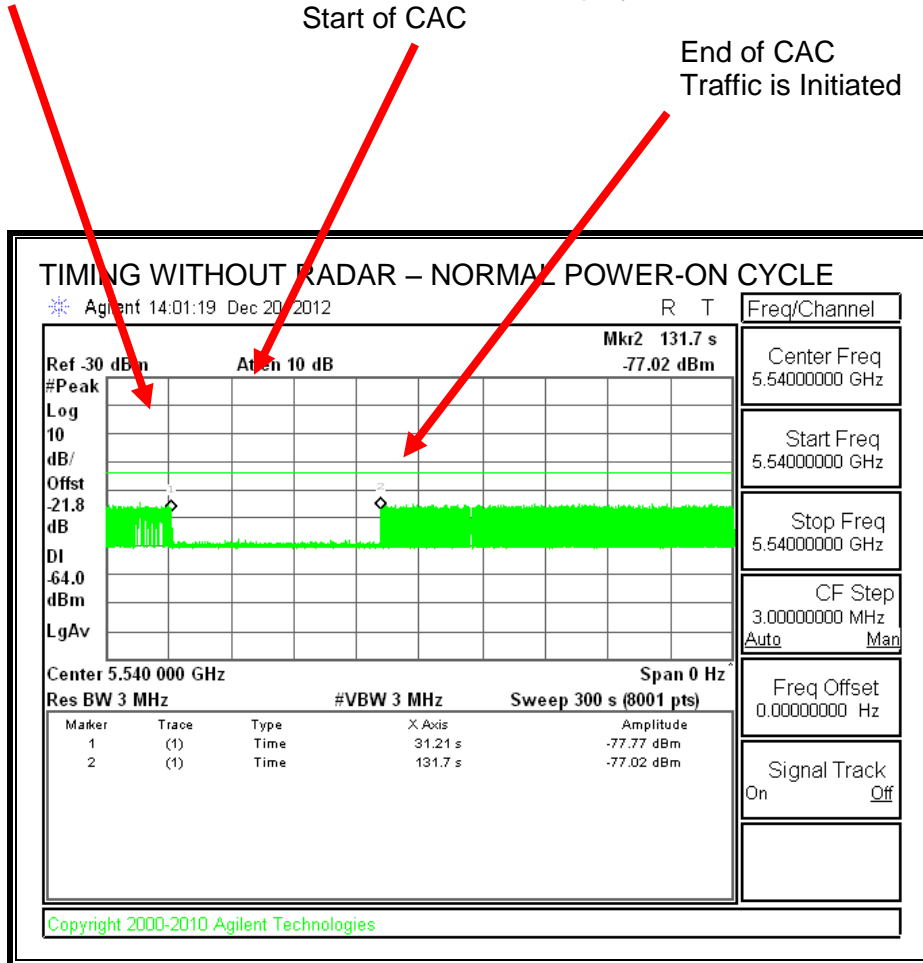 Start of CAC
End of CAC
Traffic is Initiated
TIMING WITHOUT RADAR – NORMAL POWER-ON CYCLE
Agilent 14:01:19 Dec 20, 2012
R T
Mkr2 131.7 s
Ref -30 dBm
Atten 10 dB
-77.02 dBm
#Peak
Log
10
dB/
Offst
-21.8
dB
DI
-64.0
dBm
LgAv
1
2
Center 5.540 000 GHz
Span 0 Hz^
Res BW 3 MHz
#VBW 3 MHz
Sweep 300 s (8001 pts)
Marker Trace Type X Axis Amplitude
1 (1) Time 31.21 s -77.77 dBm
2 (1) Time 131.7 s -77.02 dBm
Freq/Channel
Center Freq
5.54000000 GHz
Start Freq
5.54000000 GHz
Stop Freq
5.54000000 GHz
CF Step
3.00000000 MHz
Auto Man
Freq Offset
0.00000000 Hz
Signal Track
On Off
Copyright 2000-2010 Agilent Technologies